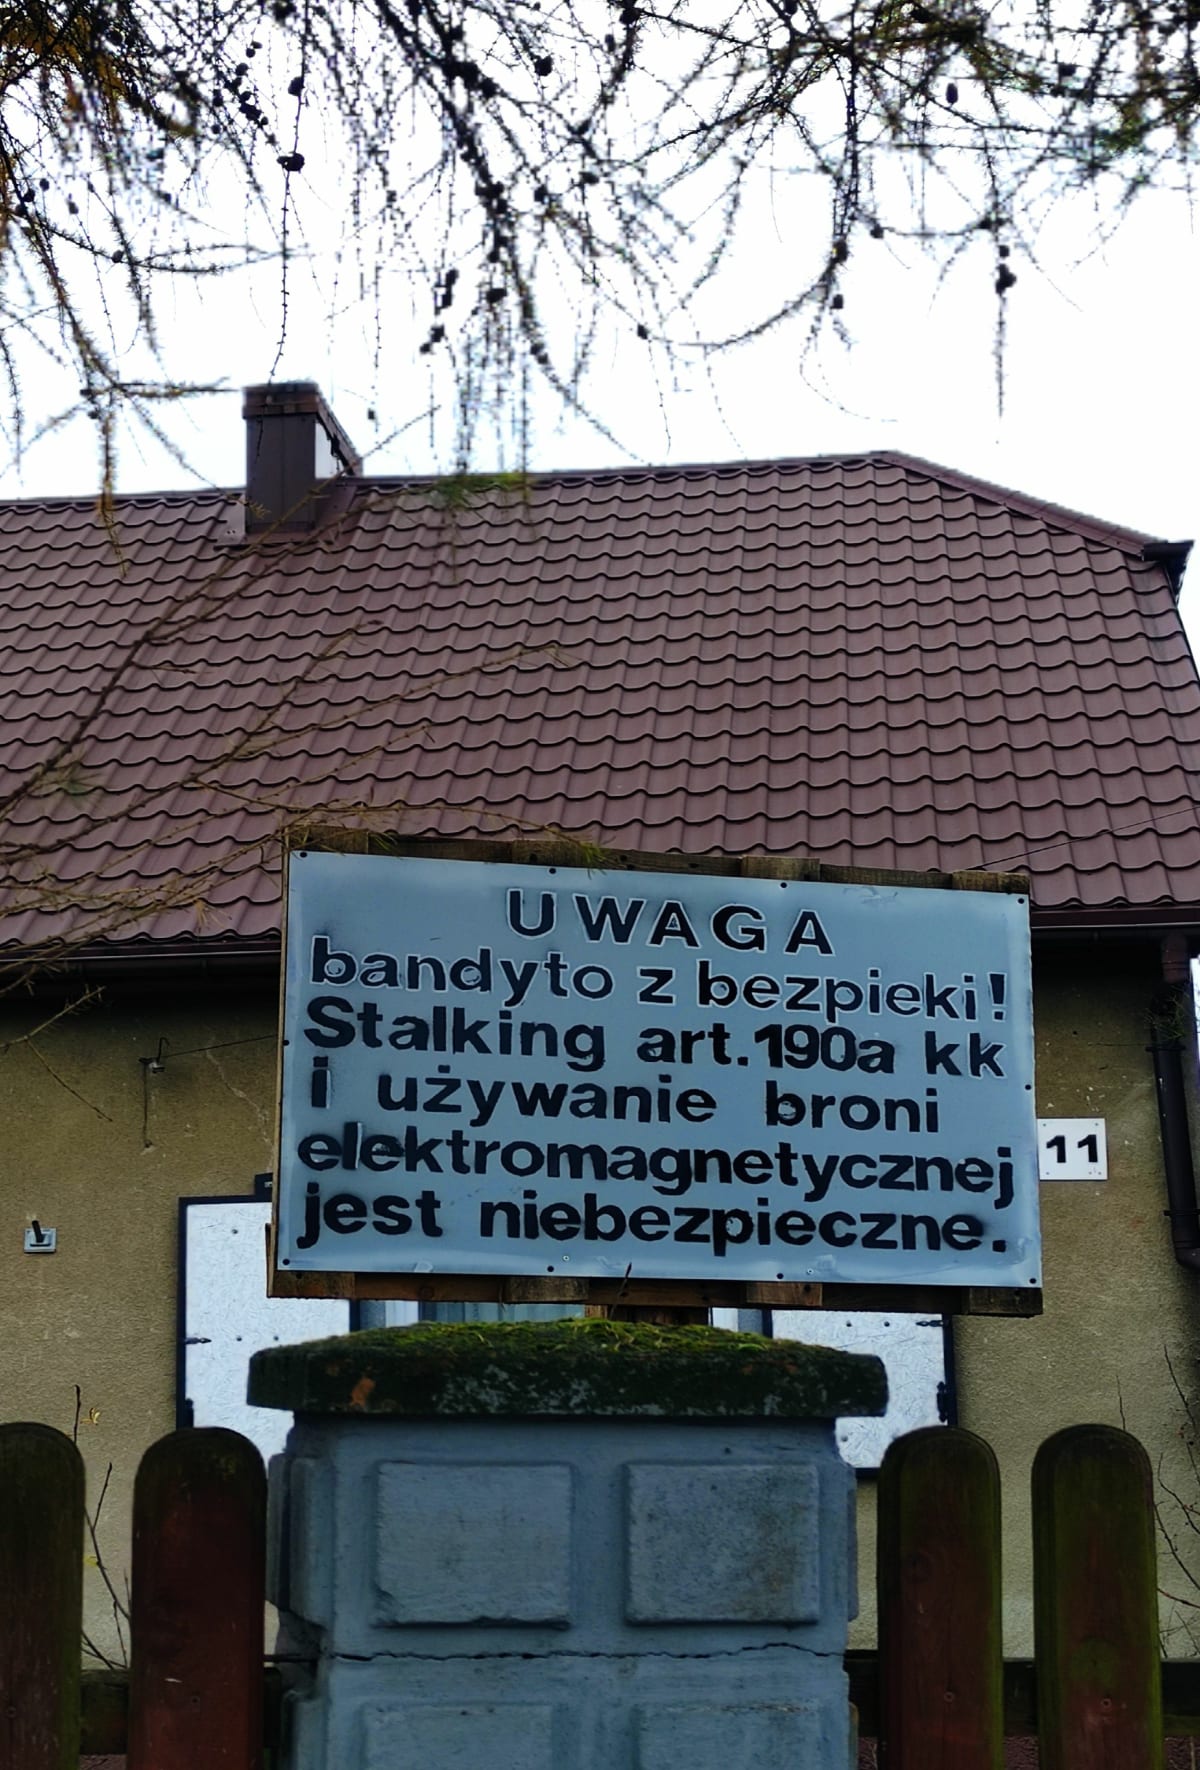 UWAGA
bandyto z bezpieki!
Stalking art. 190a kk
i używanie broni
elektromagnetycznej
jest niebezpieczne.
11